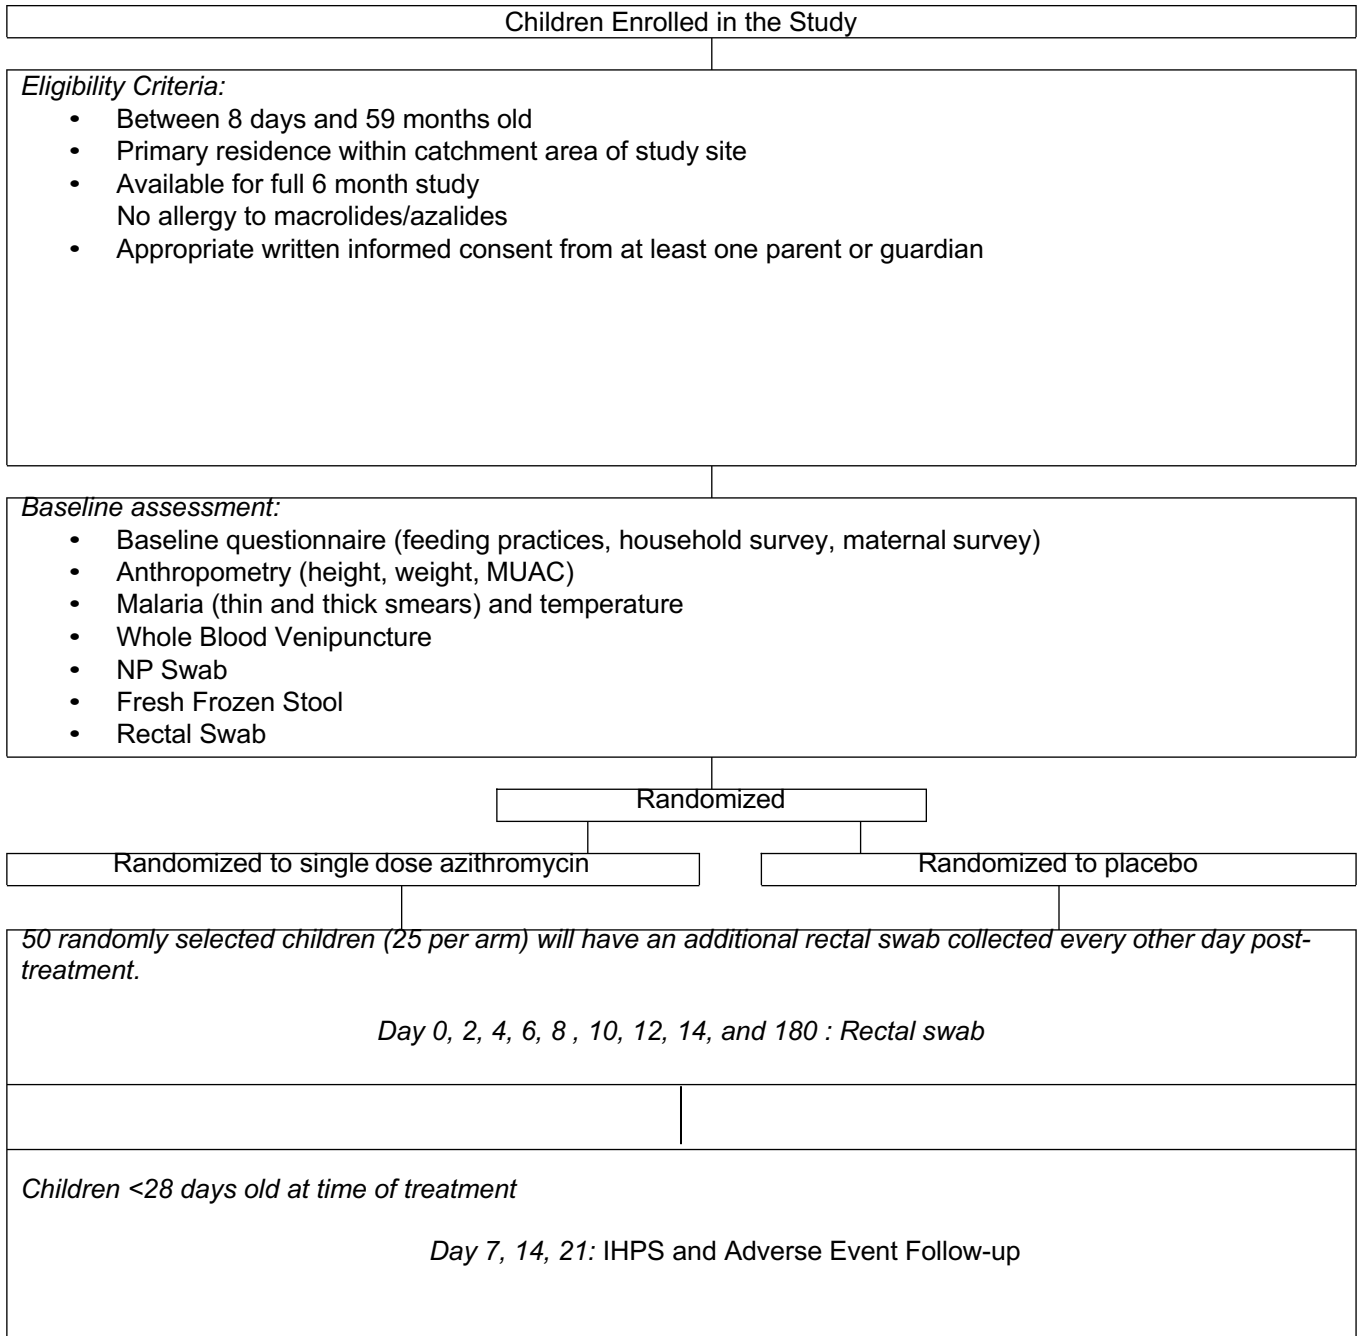 Children Enrolled in the Study
Eligibility Criteria:
• Between 8 days and 59 months old
• Primary residence within catchment area of study site
• Available for full 6 month study
No allergy to macrolides/azalides
• Appropriate written informed consent from at least one parent or guardian
Baseline assessment:
• Baseline questionnaire (feeding practices, household survey, maternal survey)
• Anthropometry (height, weight, MUAC)
• Malaria (thin and thick smears) and temperature
• Whole Blood Venipuncture
• NP Swab
• Fresh Frozen Stool
• Rectal Swab
Randomized
Randomized to single dose azithromycin
Randomized to placebo
50 randomly selected children (25 per arm) will have an additional rectal swab collected every other day post-
treatment.
Day 0, 2, 4, 6, 8 , 10, 12, 14, and 180 : Rectal swab
Children <28 days old at time of treatment
Day 7, 14, 21: IHPS and Adverse Event Follow-up